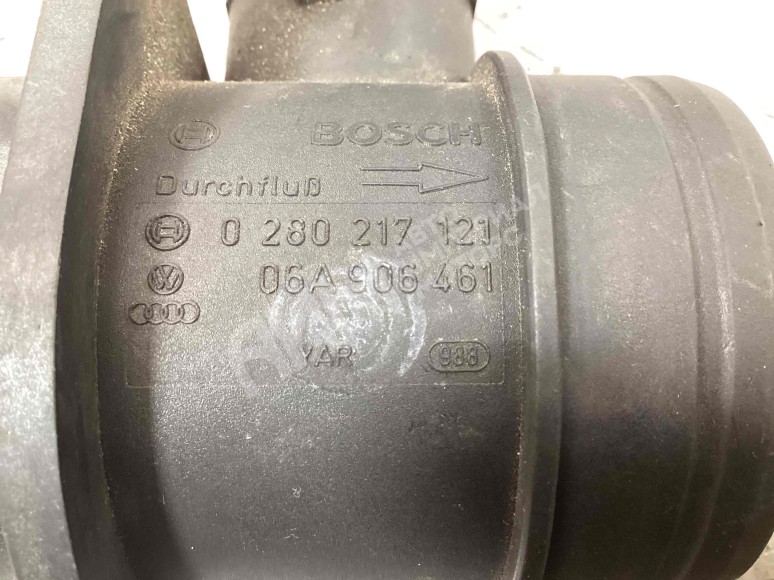 BOSCH
Durchfluß
0 280 217 121
06A 906 461
YAR 988